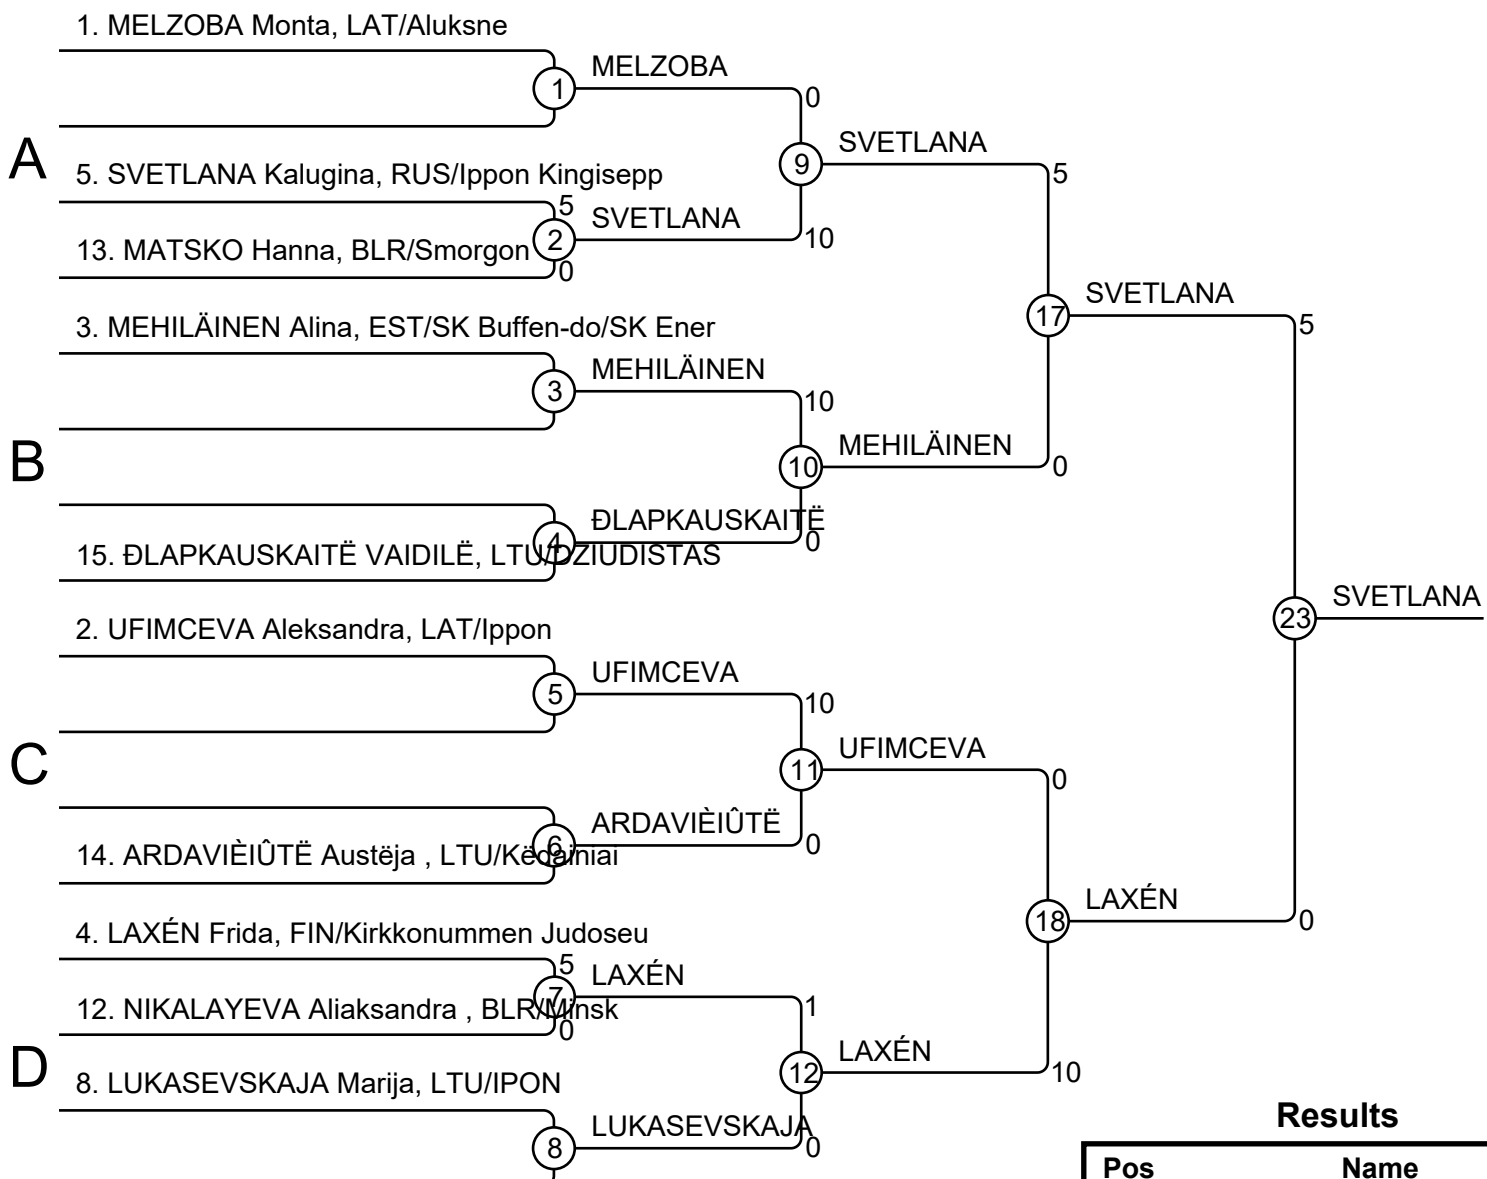 1. MELZOBA Monta, LAT/Aluksne
MELZOBA
1
0
A
SVETLANA
9
5. SVETLANA Kalugina, RUS/Ippon Kingisepp
5
5
SVETLANA
2
10
13. MATSKO Hanna, BLR/Smorgon
0
SVETLANA
17
5
3. MEHILÄINEN Alina, EST/SK Buffen-do/SK Ener
MEHILÄINEN
3
10
B
MEHILÄINEN
10
0
ÐLAPKAUSKAITË
4
0
15. ÐLAPKAUSKAITË VAIDILË, LTU/DZIUDISTAS
SVETLANA
23
2. UFIMCEVA Aleksandra, LAT/Ippon
UFIMCEVA
5
10
C
UFIMCEVA
11
0
ARDAVIÈIÛTË
6
0
14. ARDAVIÈIÛTË Austëja , LTU/Këdainiai
LAXÉN
18
0
4. LAXÉN Frida, FIN/Kirkkonummen Judoseu
5
LAXÉN
7
1
12. NIKALAYEVA Aliaksandra , BLR/Minsk
0
D
LAXÉN
12
10
8. LUKASEVSKAJA Marija, LTU/IPON
LUKASEVSKAJA
8
0
Results
Pos Name